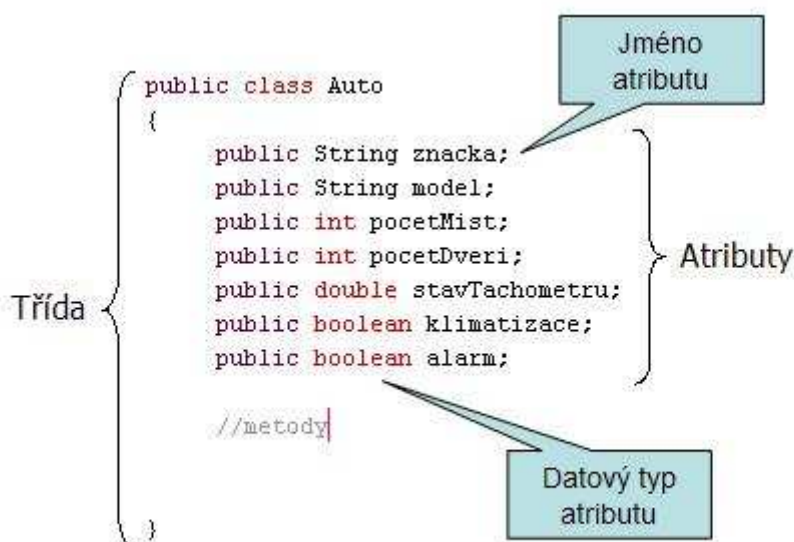 Jméno
atributu
public class Auto
{
public String znacka;
public String model;
public int pocetMist;
public int pocetDveri;
public double stavTachometru;
public boolean klimatizace;
public boolean alarm;
//metody
}
Třída
Atributy
Datový typ
atributu